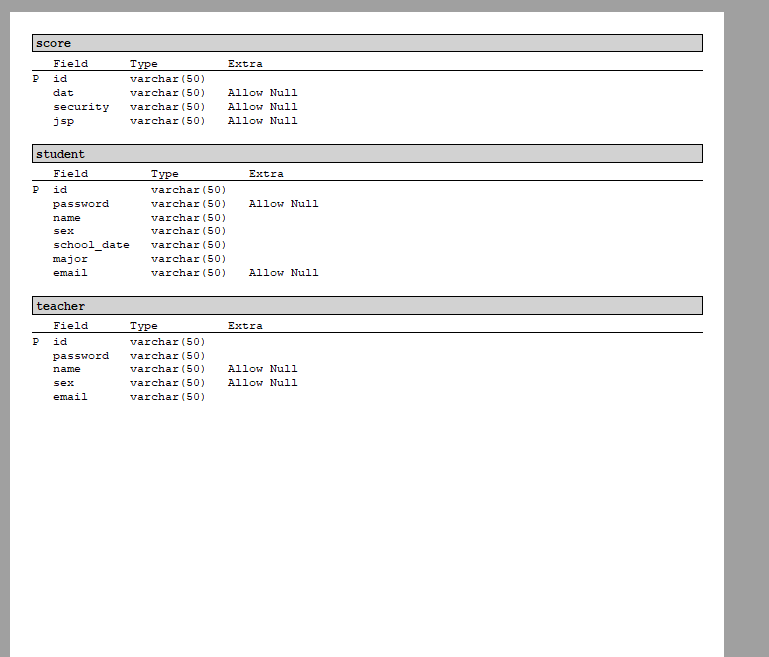 score
Field Type Extra
P id varchar(50)
dat varchar(50) Allow Null
security varchar(50) Allow Null
jsp varchar(50) Allow Null
student
Field Type Extra
P id varchar(50)
password varchar(50) Allow Null
name varchar(50)
sex varchar(50)
school_date varchar(50)
major varchar(50)
email varchar(50) Allow Null
teacher
Field Type Extra
P id varchar(50)
password varchar(50)
name varchar(50) Allow Null
sex varchar(50) Allow Null
email varchar(50)